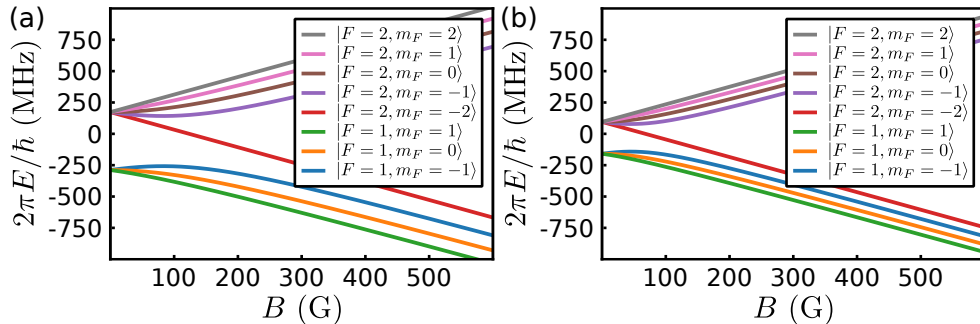 (a)
2πE/ħ (MHz)
750
500
250
0
-250
-500
-750
|F = 2, m_F = 2⟩
|F = 2, m_F = 1⟩
|F = 2, m_F = 0⟩
|F = 2, m_F = −1⟩
|F = 2, m_F = −2⟩
|F = 1, m_F = 1⟩
|F = 1, m_F = 0⟩
|F = 1, m_F = −1⟩
100 200 300 400 500
B (G)
(b)
2πE/ħ (MHz)
750
500
250
0
-250
-500
-750
|F = 2, m_F = 2⟩
|F = 2, m_F = 1⟩
|F = 2, m_F = 0⟩
|F = 2, m_F = −1⟩
|F = 2, m_F = −2⟩
|F = 1, m_F = 1⟩
|F = 1, m_F = 0⟩
|F = 1, m_F = −1⟩
100 200 300 400 500
B (G)